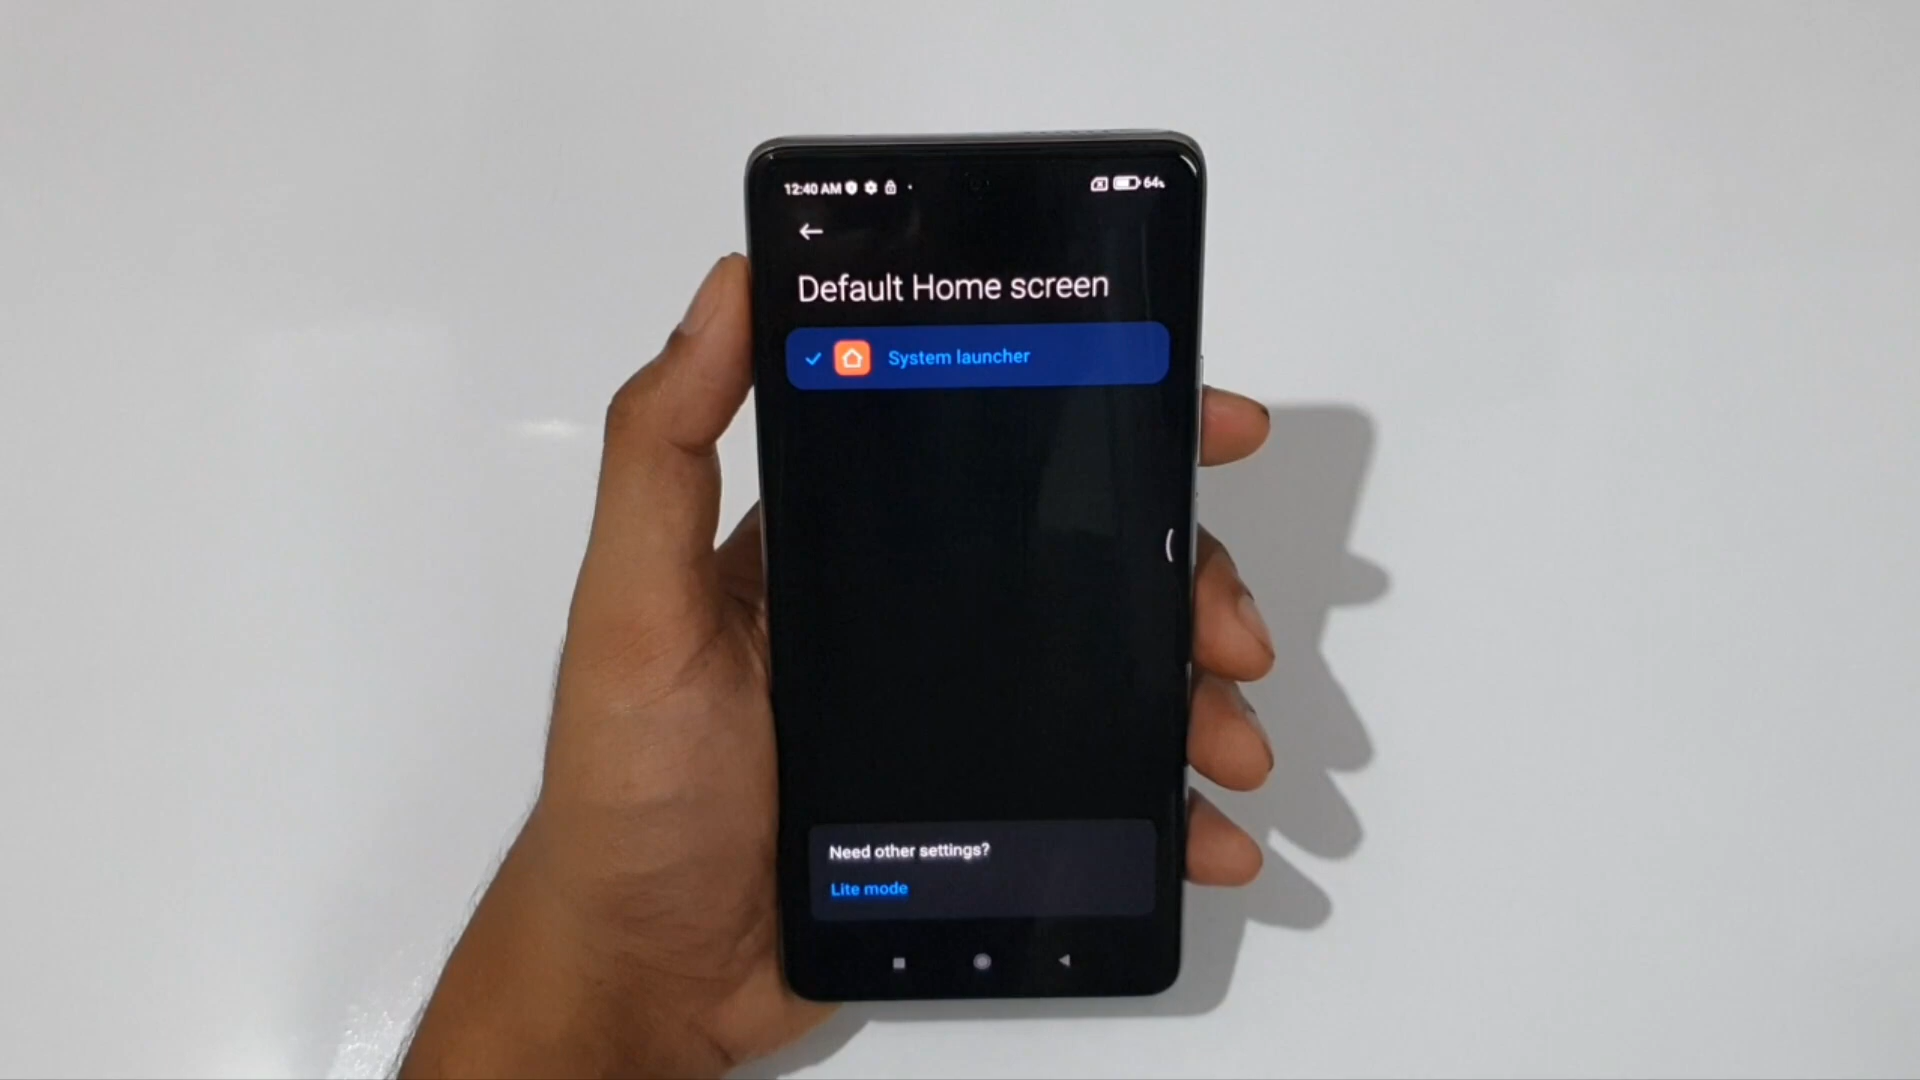 12:40 AM 64%
Default Home screen
System launcher
Need other settings?
Lite mode